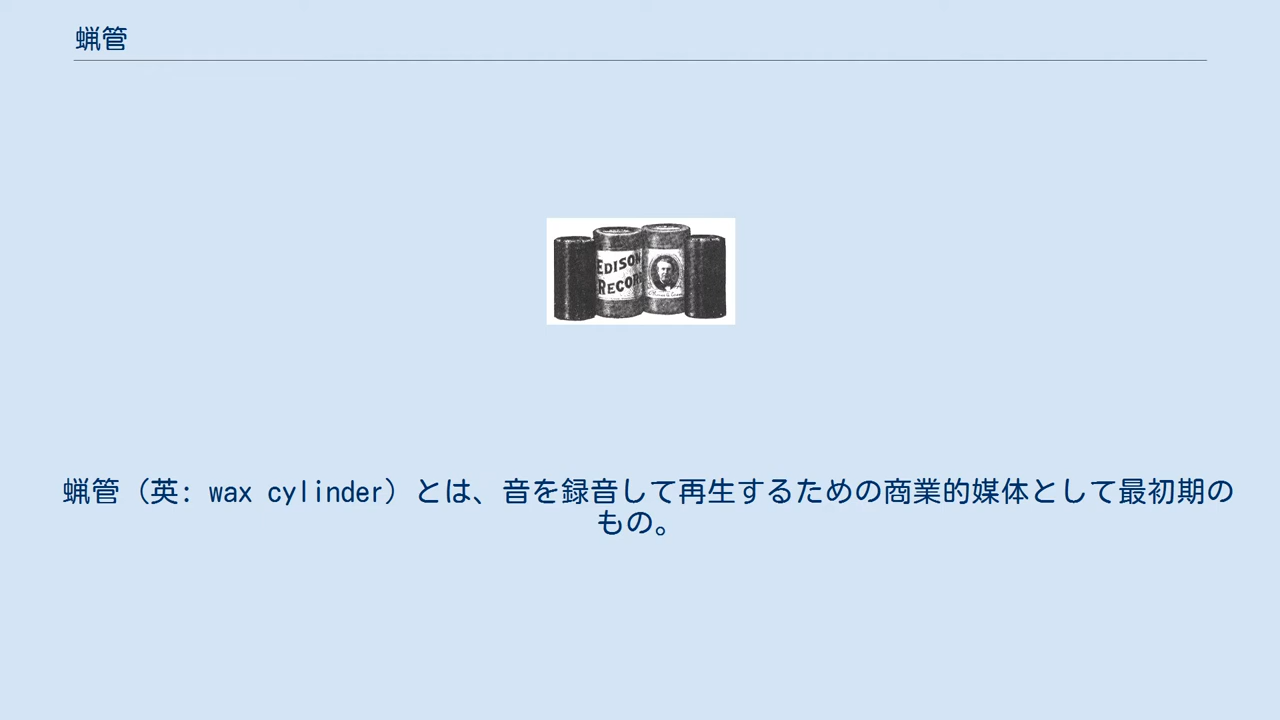 蝋管
EDISON
RECORD
蝋管（英: wax cylinder）とは、音を録音して再生するための商業的媒体として最初期の
もの。